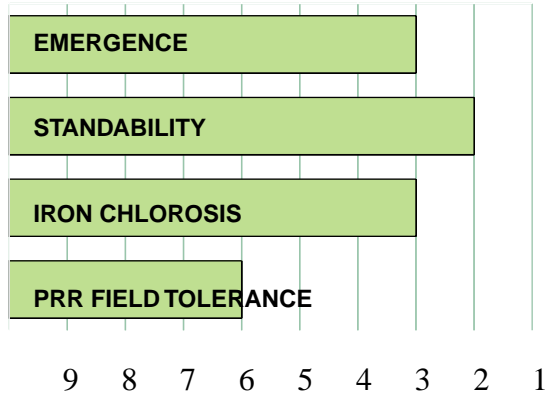 EMERGENCE
STANDABILITY
IRON CHLOROSIS
PRR FIELD TOLERANCE
9 8 7 6 5 4 3 2 1